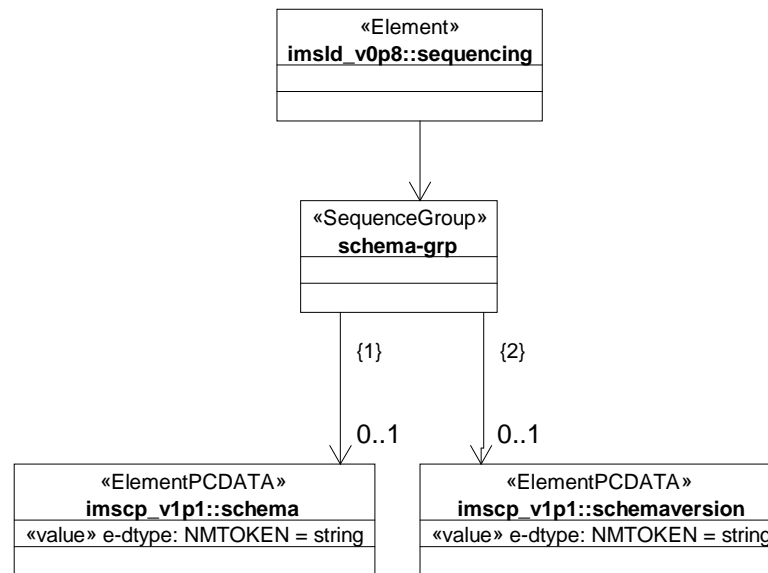 «Element»
imsld_v0p8::sequencing
«SequenceGroup»
schema-grp
{1}
{2}
0..1
0..1
«ElementPCDATA»
imscp_v1p1::schema
«value» e-dtype: NMTOKEN = string
«ElementPCDATA»
imscp_v1p1::schemaversion
«value» e-dtype: NMTOKEN = string